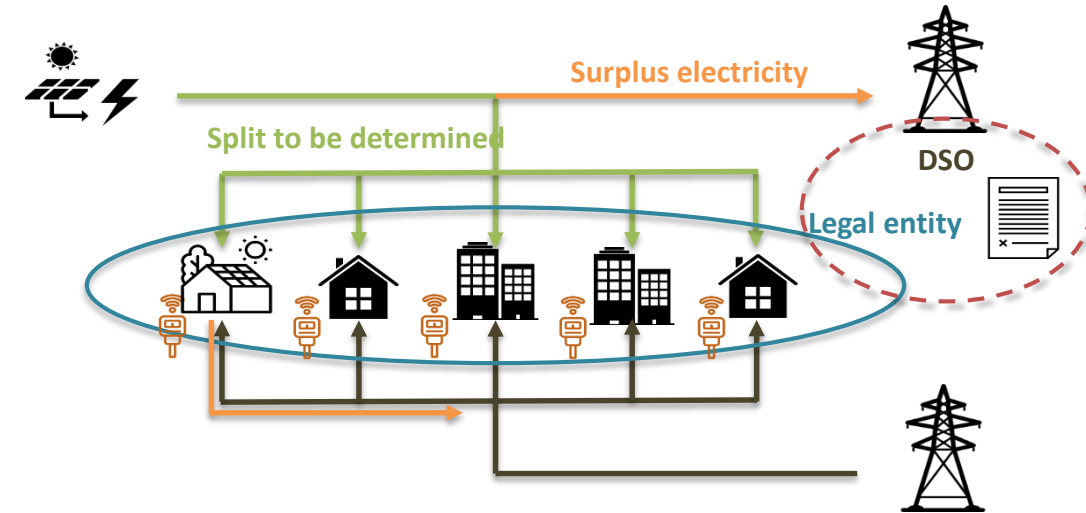 Surplus electricity
Split to be determined
DSO
Legal entity